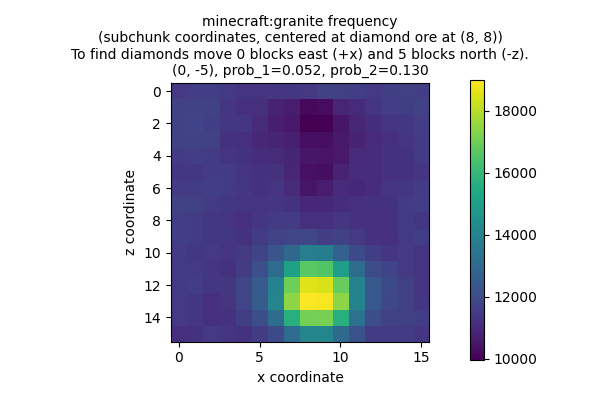 minecraft:granite frequency
(subchunk coordinates, centered at diamond ore at (8, 8))
To find diamonds move 0 blocks east (+x) and 5 blocks north (-z).
(0, -5), prob_1=0.052, prob_2=0.130
0
2
4
6
8
10
12
14
z coordinate
0
5
10
15
x coordinate
18000
16000
14000
12000
10000